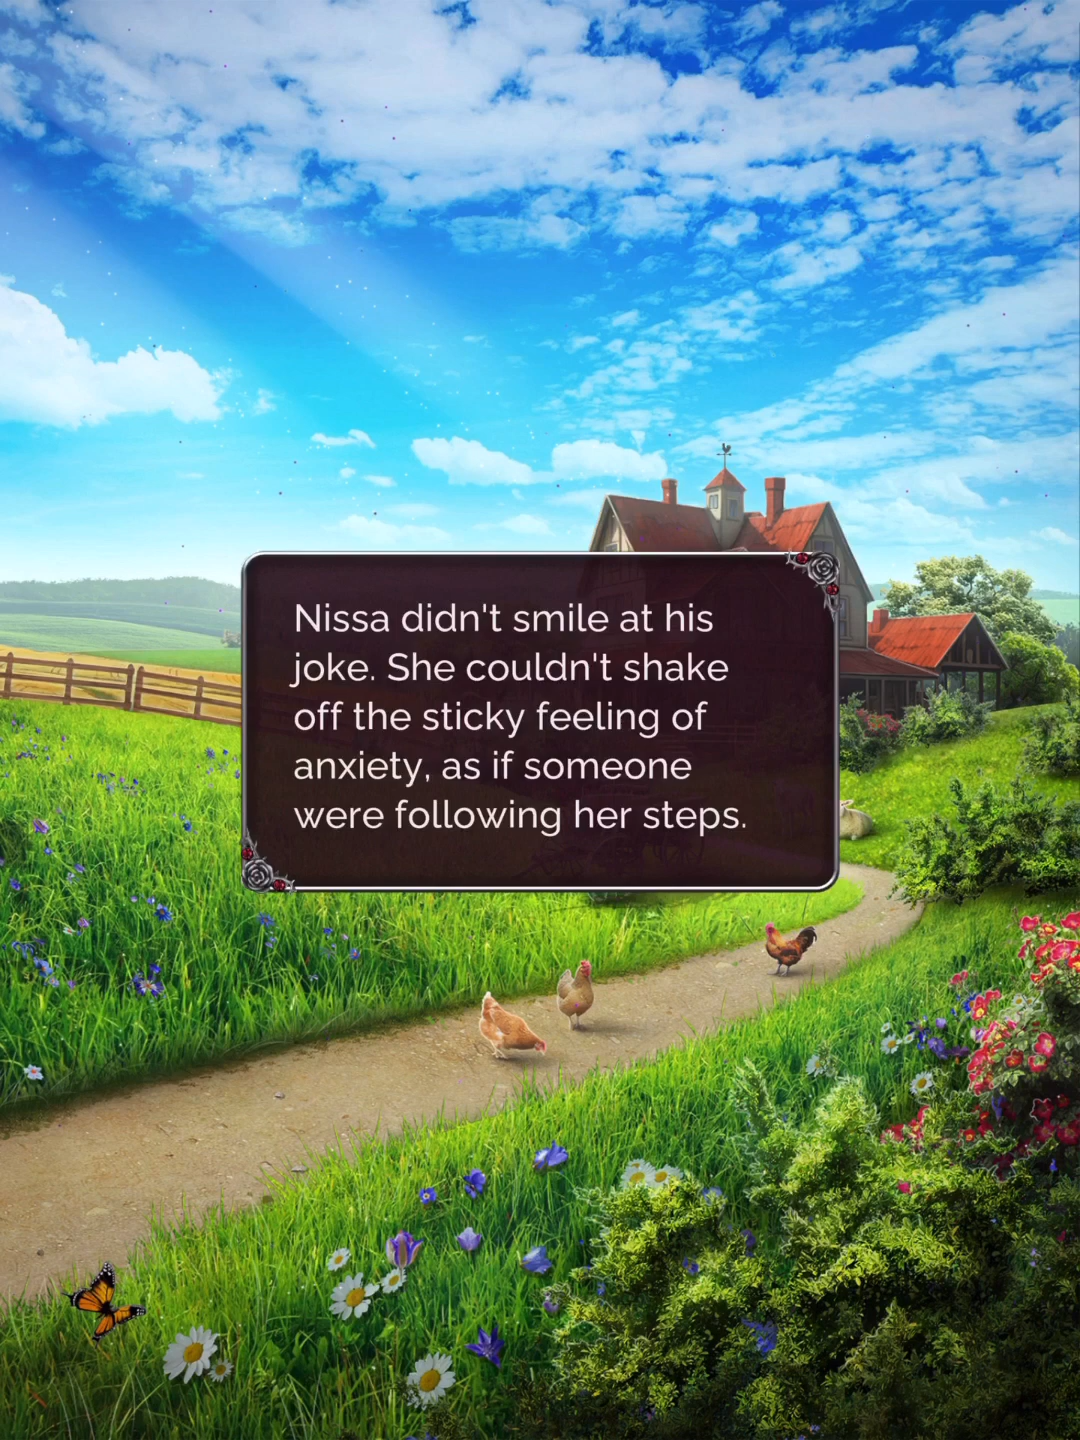 Nissa didn't smile at his
joke. She couldn't shake
off the sticky feeling of
anxiety, as if someone
were following her steps.